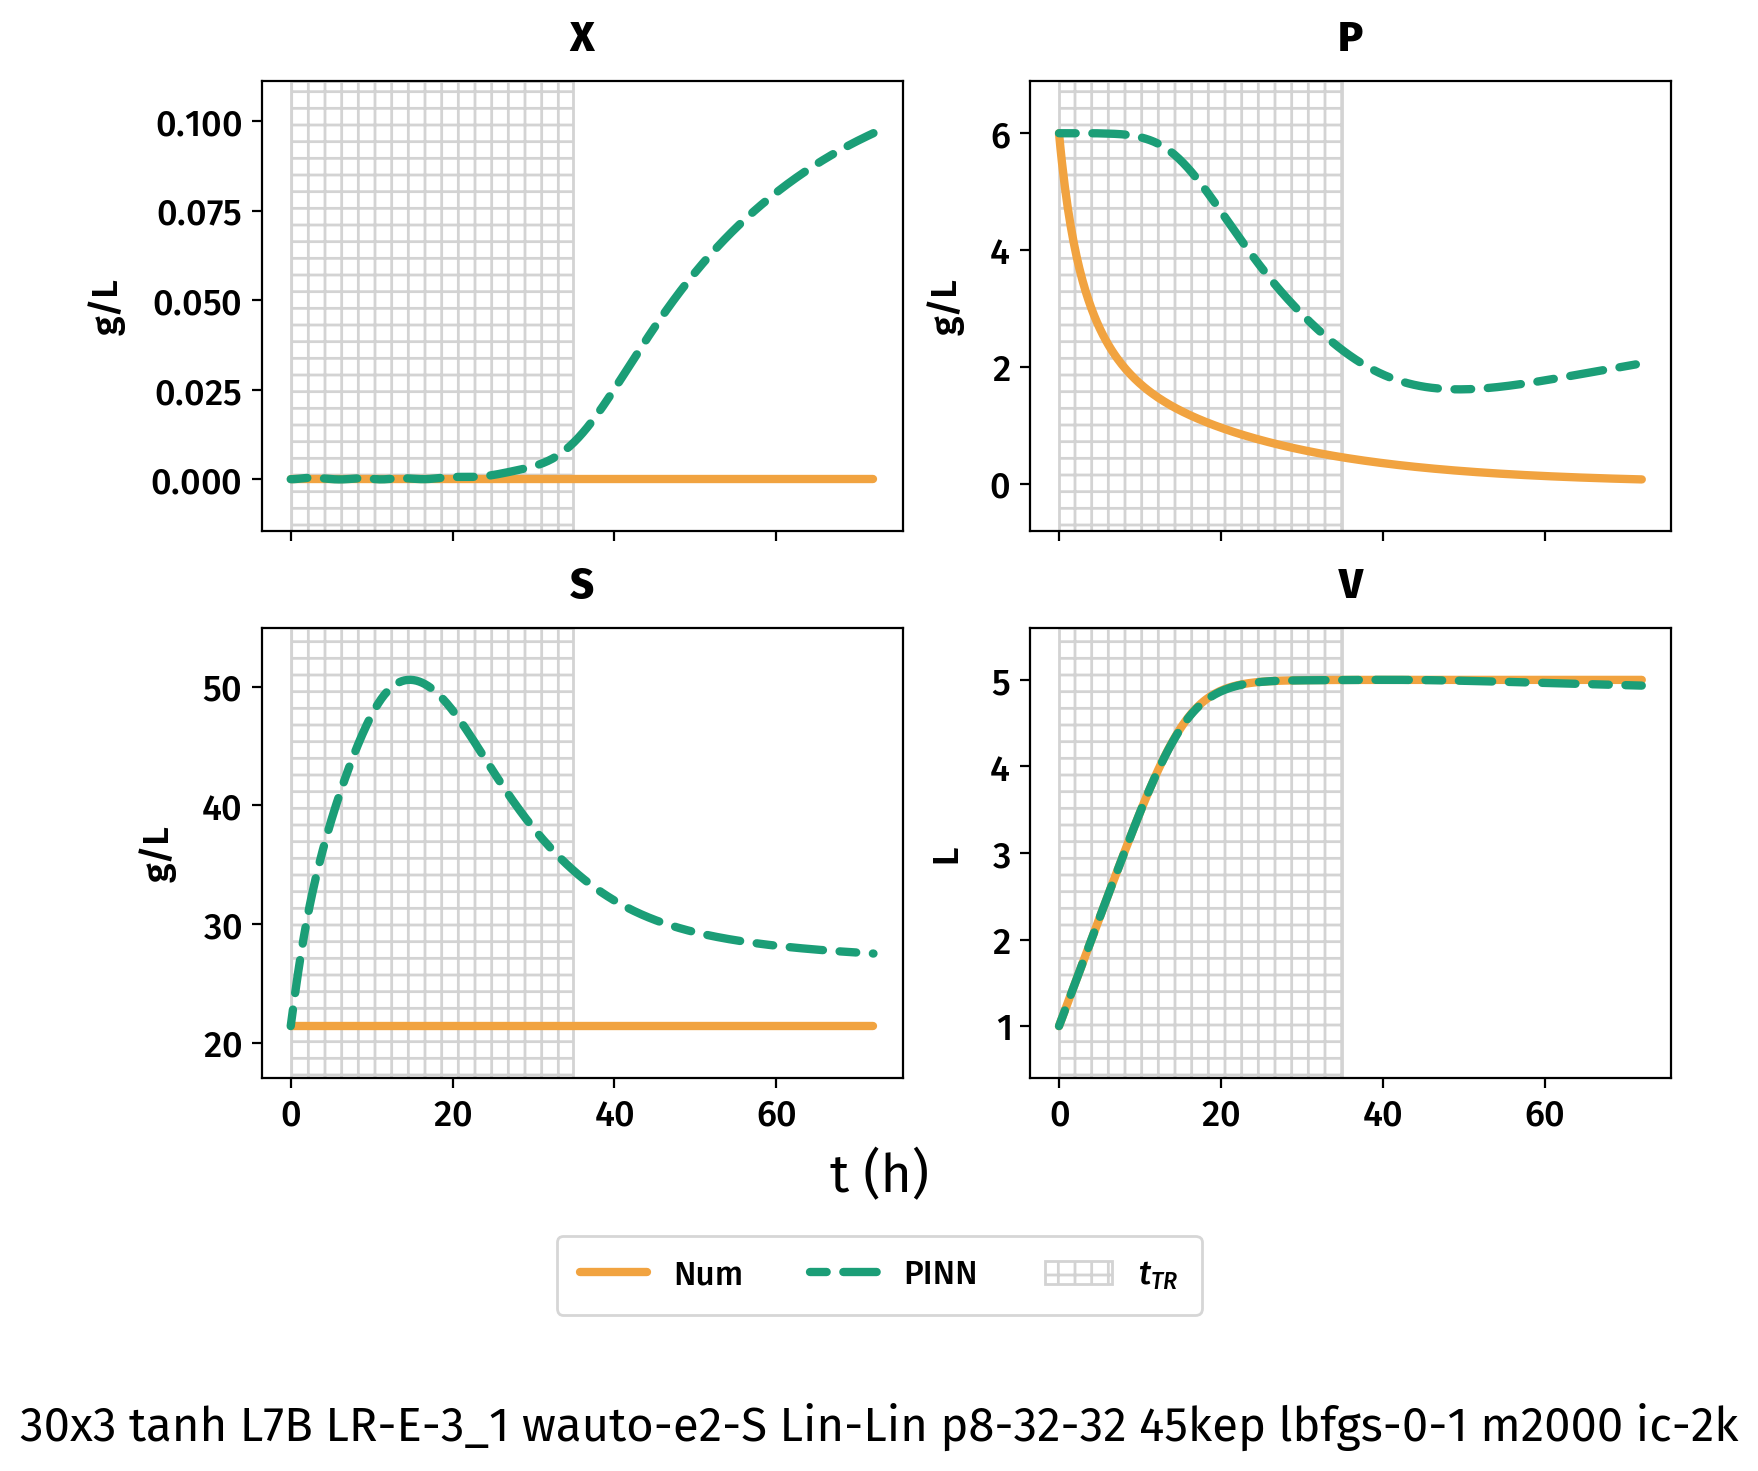 X
P
0.100
0.075
0.050
0.025
0.000
g/L
6
4
2
0
g/L
S
V
50
40
30
20
g/L
0 20 40 60
5
4
3
2
1
L
0 20 40 60
t (h)
Num PINN tTR
30x3 tanh L7B LR-E-3_1 wauto-e2-S Lin-Lin p8-32-32 45kep lbfgs-0-1 m2000 ic-2k